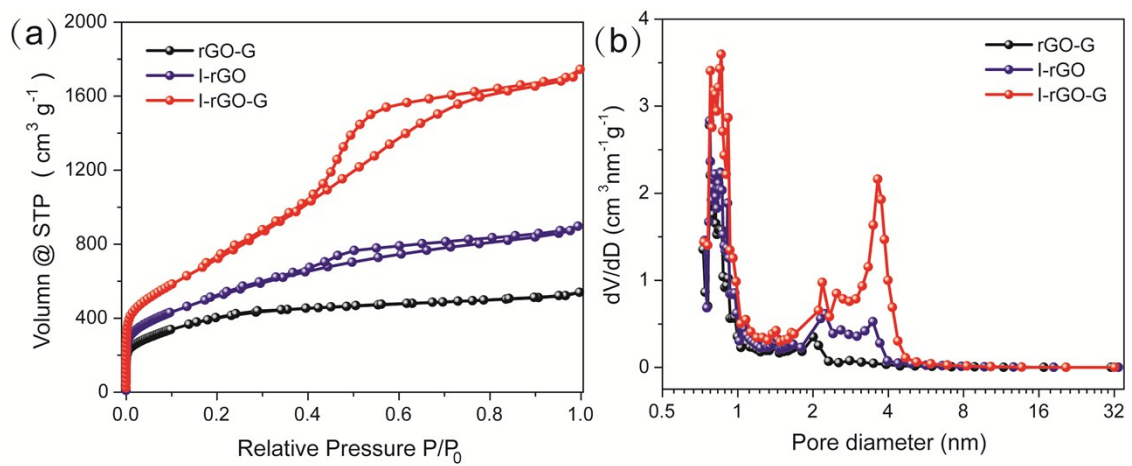 (a)
2000
1600
1200
800
400
0
Volumn @ STP ( cm³ g⁻¹ )
rGO-G
I-rGO
I-rGO-G
0.0 0.2 0.4 0.6 0.8 1.0
Relative Pressure P/P₀
(b)
4
3
2
1
0
dV/dD (cm³nm⁻¹g⁻¹)
rGO-G
I-rGO
I-rGO-G
0.5 1 2 4 8 16 32
Pore diameter (nm)